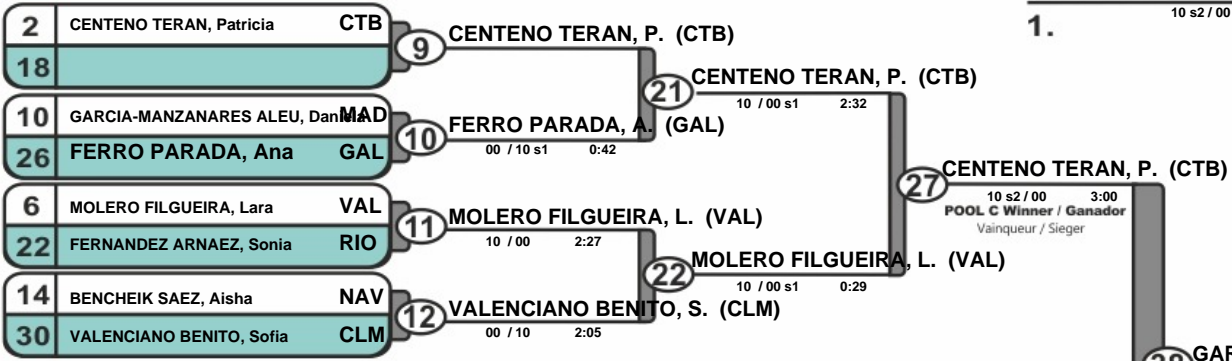 10 s2 / 00
1.
2 CENTENO TERAN, Patricia CTB
18
9 CENTENO TERAN, P. (CTB)
21 CENTENO TERAN, P. (CTB)
10 / 00 s1 2:32
10 GARCIA-MANZANARES ALEU, Daniela MAD
26 FERRO PARADA, Ana GAL
10 FERRO PARADA, A. (GAL)
00 / 10 s1 0:42
27 CENTENO TERAN, P. (CTB)
10 s2 / 00 3:00
POOL C Winner / Ganador
Vainqueur / Sieger
6 MOLERO FILGUEIRA, Lara VAL
22 FERNANDEZ ARNAEZ, Sonia RIO
11 MOLERO FILGUEIRA, L. (VAL)
10 / 00 2:27
22 MOLERO FILGUEIRA, L. (VAL)
10 / 00 s1 0:29
14 BENCHEIK SAEZ, Aisha NAV
30 VALENCIANO BENITO, Sofia CLM
12 VALENCIANO BENITO, S. (CLM)
00 / 10 2:05